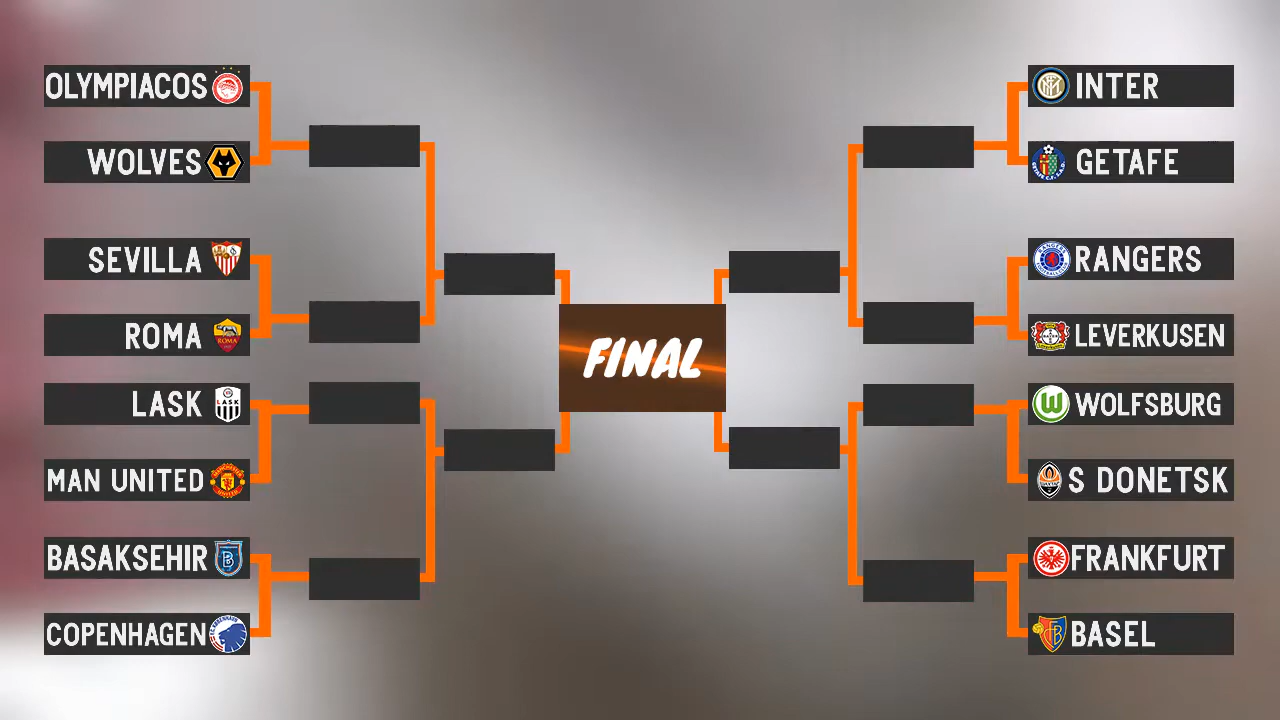 OLYMPIACOS
WOLVES
SEVILLA
ROMA
LASK
MAN UNITED
BASAKSEHIR
COPENHAGEN
FINAL
INTER
GETAFE
RANGERS
LEVERKUSEN
WOLFSBURG
S DONETSK
FRANKFURT
BASEL